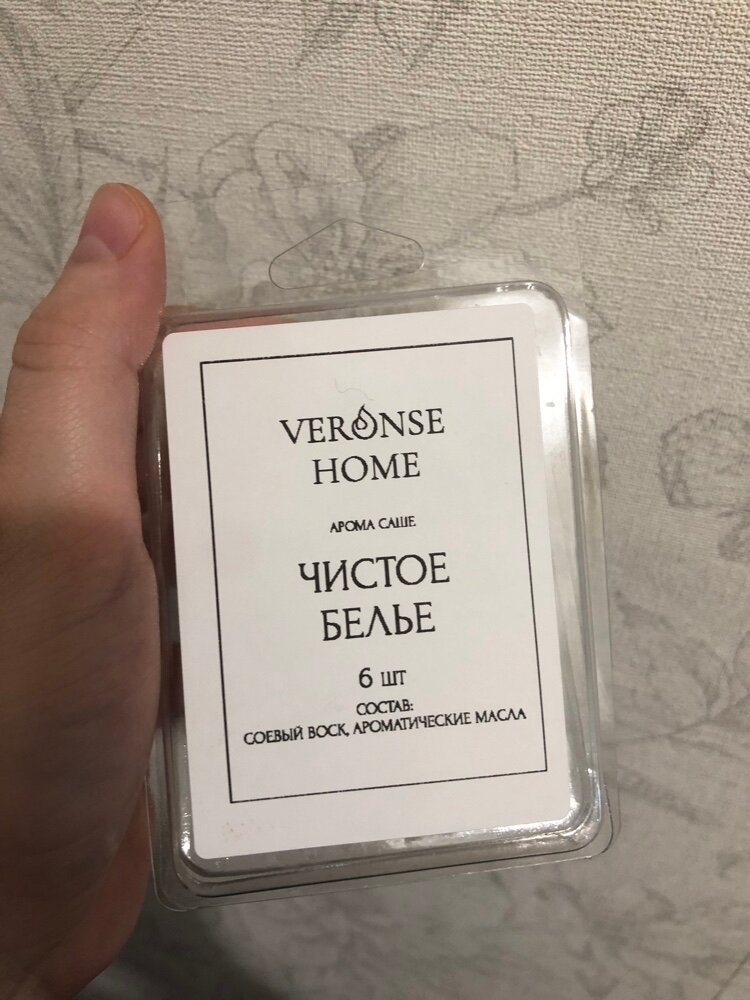 VERONSE
HOME
АРОМА САШЕ
ЧИСТОЕ
БЕЛЬЕ
6 ШТ
СОСТАВ:
СОЕВЫЙ ВОСК, АРОМАТИЧЕСКИЕ МАСЛА